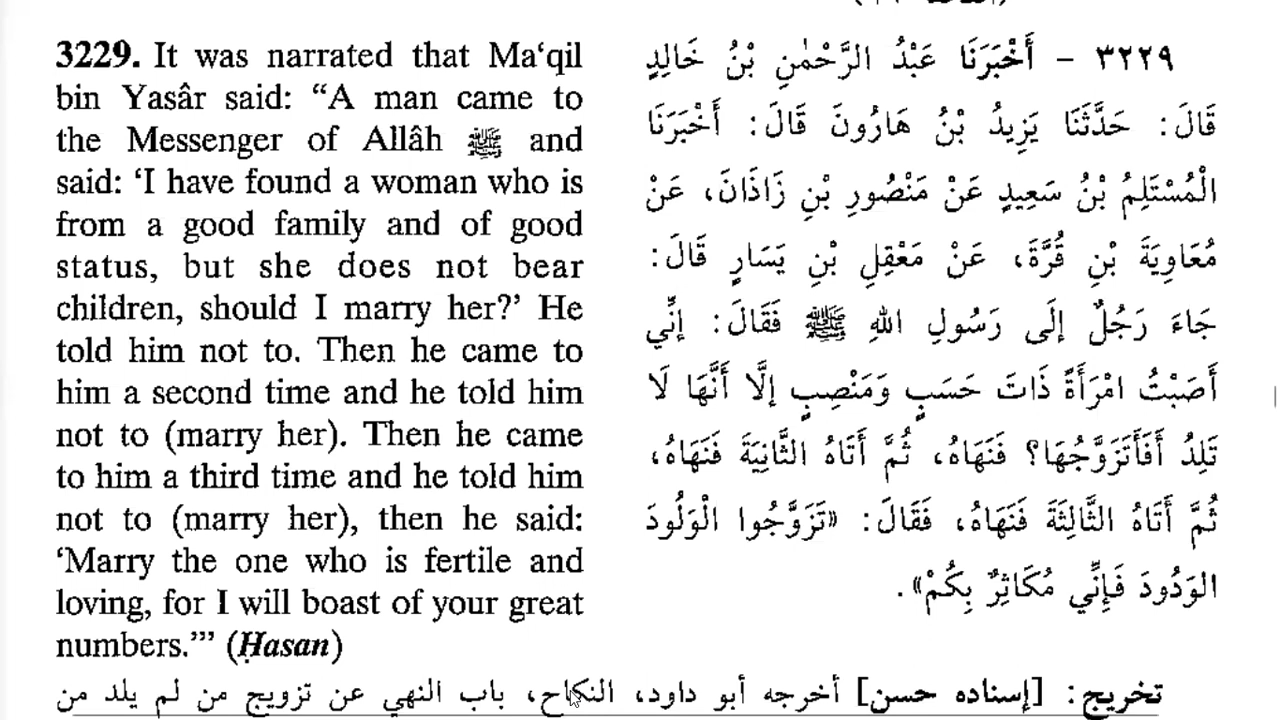 3229. It was narrated that Ma‘qil
bin Yasâr said: “A man came to
the Messenger of Allâh ﷺ and
said: ‘I have found a woman who is
from a good family and of good
status, but she does not bear
children, should I marry her?’ He
told him not to. Then he came to
him a second time and he told him
not to (marry her). Then he came
to him a third time and he told him
not to (marry her), then he said:
‘Marry the one who is fertile and
loving, for I will boast of your great
numbers.’” (Ḥasan)
٣٢٢٩ - أَخْبَرَنَا عَبْدُ الرَّحْمٰنِ بْنُ خَالِدٍ
قَالَ: حَدَّثَنَا يَزِيدُ بْنُ هَارُونَ قَالَ: أَخْبَرَنَا
الْمُسْتَلِمُ بْنُ سَعِيدٍ عَنْ مَنْصُورِ بْنِ زَاذَانَ، عَنْ
مُعَاوِيَةَ بْنِ قُرَّةَ، عَنْ مَعْقِلِ بْنِ يَسَارٍ قَالَ:
جَاءَ رَجُلٌ إِلَى رَسُولِ اللهِ ﷺ فَقَالَ: إِنِّي
أَصَبْتُ امْرَأَةً ذَاتَ حَسَبٍ وَمَنْصِبٍ إِلَّا أَنَّهَا لَا
تَلِدُ أَفَأَتَزَوَّجُهَا؟ فَنَهَاهُ، ثُمَّ أَتَاهُ الثَّانِيَةَ فَنَهَاهُ،
ثُمَّ أَتَاهُ الثَّالِثَةَ فَنَهَاهُ، فَقَالَ: «تَزَوَّجُوا الْوَلُودَ
الوَدُودَ فَإِنِّي مُكَاثِرٌ بِكُمْ».
تخريج: [إسناده حسن] أخرجه أبو داود، النكاح، باب النهي عن تزويج من لم يلد من